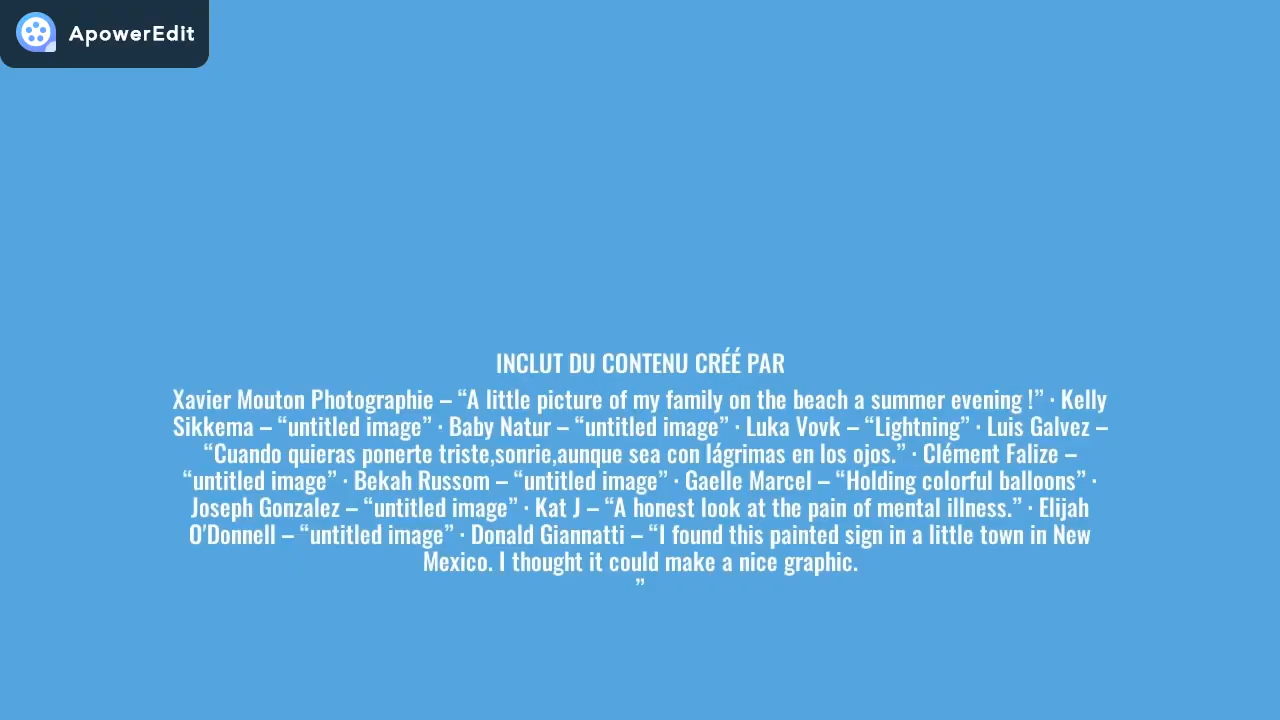 ApowerEdit
INCLUT DU CONTENU CRÉÉ PAR
Xavier Mouton Photographie – “A little picture of my family on the beach a summer evening !” · Kelly
Sikkema – “untitled image” · Baby Natur – “untitled image” · Luka Vovk – “Lightning” · Luis Galvez –
“Cuando quieras ponerte triste,sonrie,aunque sea con lágrimas en los ojos.” · Clément Falize –
“untitled image” · Bekah Russom – “untitled image” · Gaelle Marcel – “Holding colorful balloons” ·
Joseph Gonzalez – “untitled image” · Kat J – “A honest look at the pain of mental illness.” · Elijah
O'Donnell – “untitled image” · Donald Giannatti – “I found this painted sign in a little town in New
Mexico. I thought it could make a nice graphic.
”